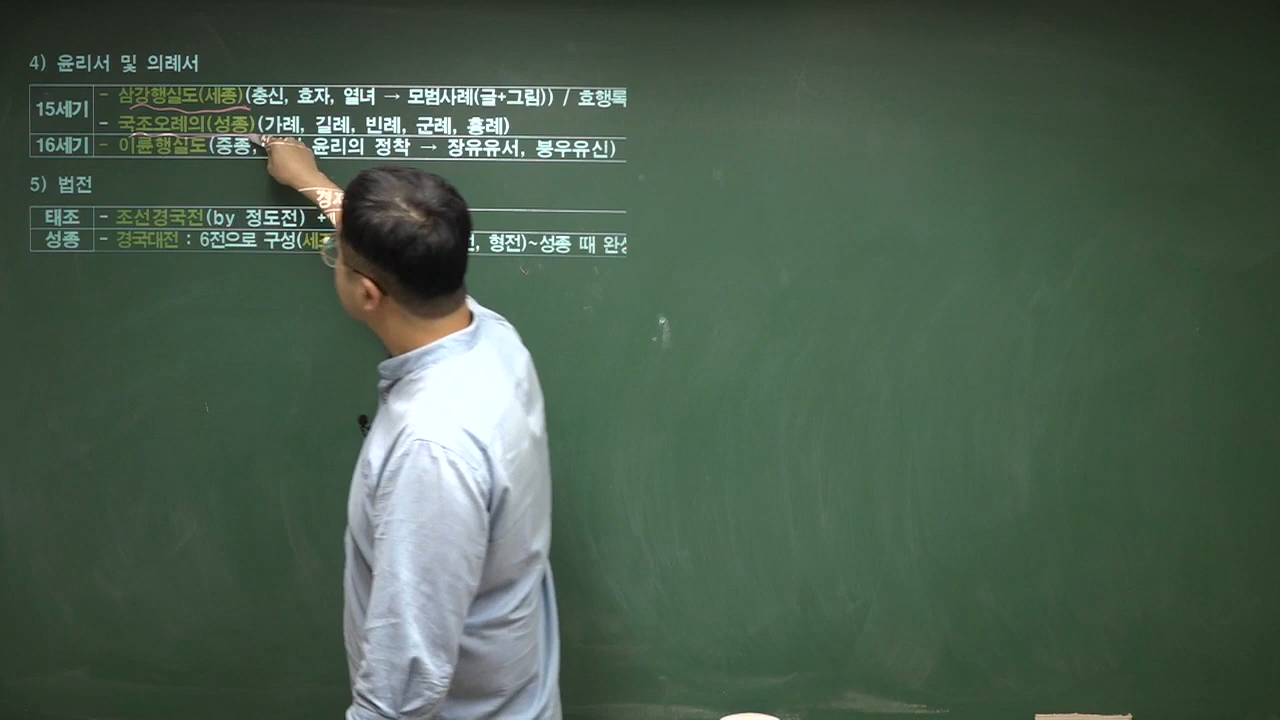 4) 윤리서 및 의례서
15세기
- 삼강행실도(세종)(충신, 효자, 열녀 → 모범사례(글+그림)) / 효행록
- 국조오례의(성종)(가례, 길례, 빈례, 군례, 흉례)
16세기 - 이륜행실도(중종, 윤리의 정착 → 장유유서, 붕우유신)
5) 법전
태조 - 조선경국전(by 정도전) +
성종 - 경국대전 : 6전으로 구성( 형전)~성종 때